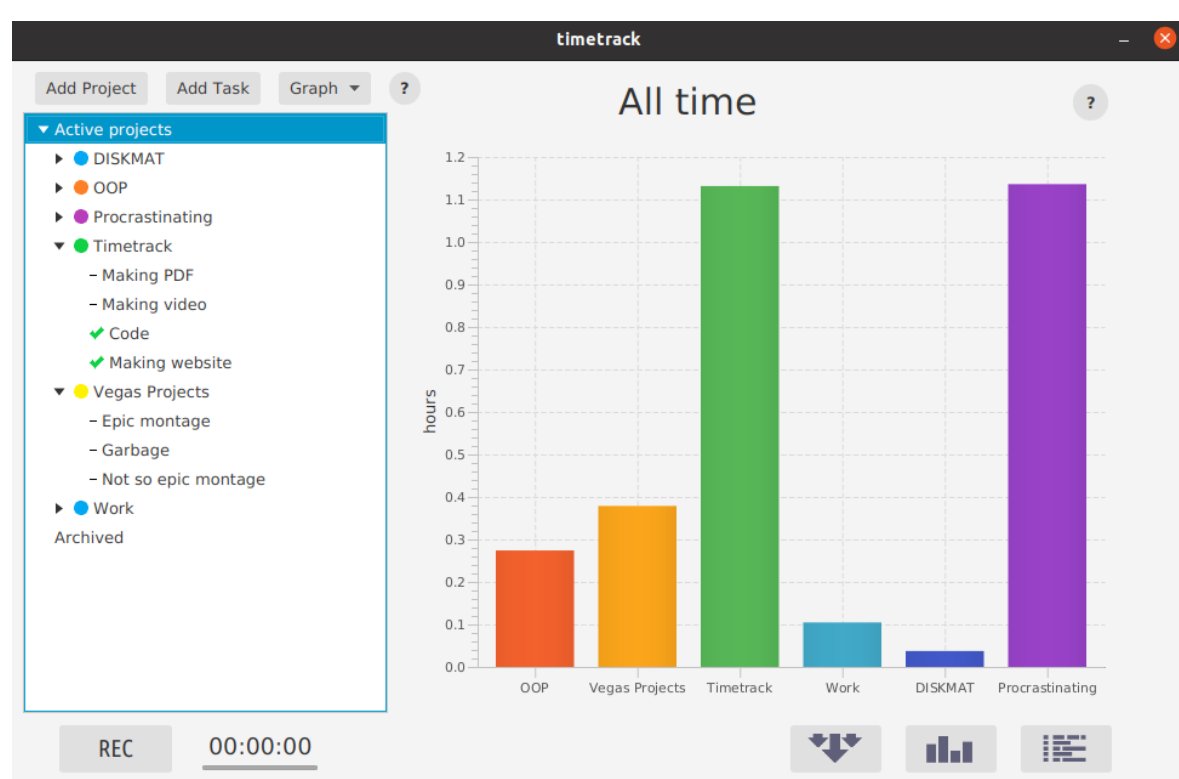 timetrack
Add Project Add Task Graph ?
All time
?
Active projects
DISKMAT
OOP
Procrastinating
Timetrack
– Making PDF
– Making video
Code
Making website
Vegas Projects
– Epic montage
– Garbage
– Not so epic montage
Work
Archived
hours
1.2
1.1
1.0
0.9
0.8
0.7
0.6
0.5
0.4
0.3
0.2
0.1
0.0
OOP Vegas Projects Timetrack Work DISKMAT Procrastinating
REC 00:00:00